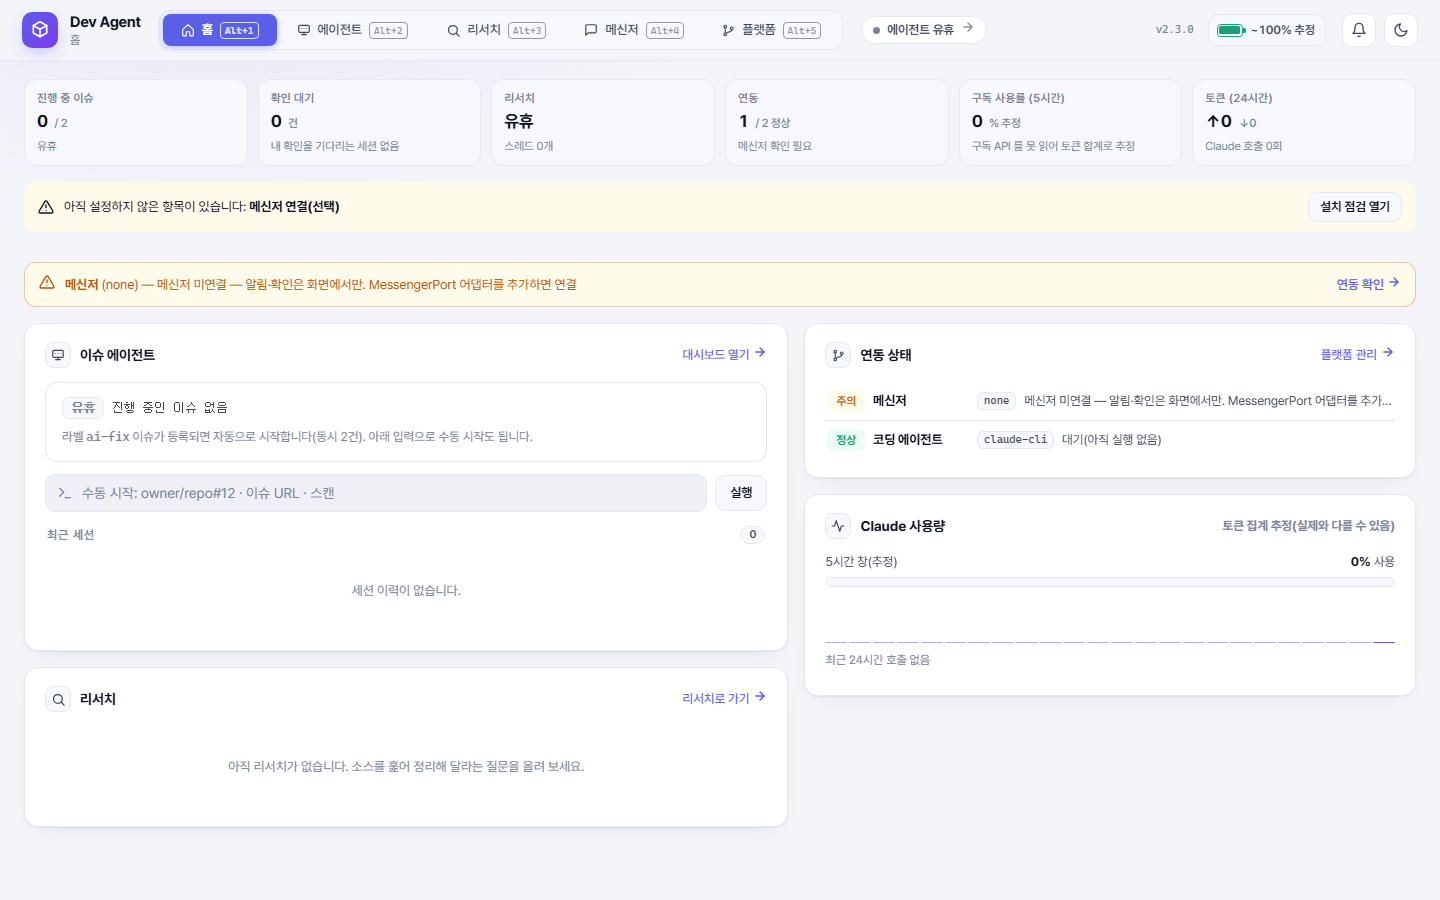 Dev Agent
홈
홈 Alt+1
에이전트 Alt+2
리서치 Alt+3
메신저 Alt+4
플랫폼 Alt+5
에이전트 유휴
v2.3.0
~100% 추정
진행 중 이슈
0 / 2
유휴
확인 대기
0 건
내 확인을 기다리는 세션 없음
리서치
유휴
스레드 0개
연동
1 / 2 정상
메신저 확인 필요
구독 사용률 (5시간)
0 % 추정
구독 API 를 못 읽어 토큰 합계로 추정
토큰 (24시간)
↑0 ↓0
Claude 호출 0회
아직 설정하지 않은 항목이 있습니다: 메신저 연결(선택)
설치 점검 열기
메신저 (none) — 메신저 미연결 — 알림·확인은 화면에서만. MessengerPort 어댑터를 추가하면 연결
연동 확인
이슈 에이전트
대시보드 열기
유휴 진행 중인 이슈 없음
라벨 ai-fix 이슈가 등록되면 자동으로 시작합니다(동시 2건). 아래 입력으로 수동 시작도 됩니다.
수동 시작: owner/repo#12 · 이슈 URL · 스캔
실행
최근 세션
0
세션 이력이 없습니다.
리서치
리서치로 가기
아직 리서치가 없습니다. 소스를 훑어 정리해 달라는 질문을 올려 보세요.
연동 상태
플랫폼 관리
주의 메신저 none 메신저 미연결 — 알림·확인은 화면에서만. MessengerPort 어댑터를 추가...
정상 코딩 에이전트 claude-cli 대기(아직 실행 없음)
Claude 사용량
토큰 집계 추정(실제와 다를 수 있음)
5시간 창(추정)
0% 사용
최근 24시간 호출 없음